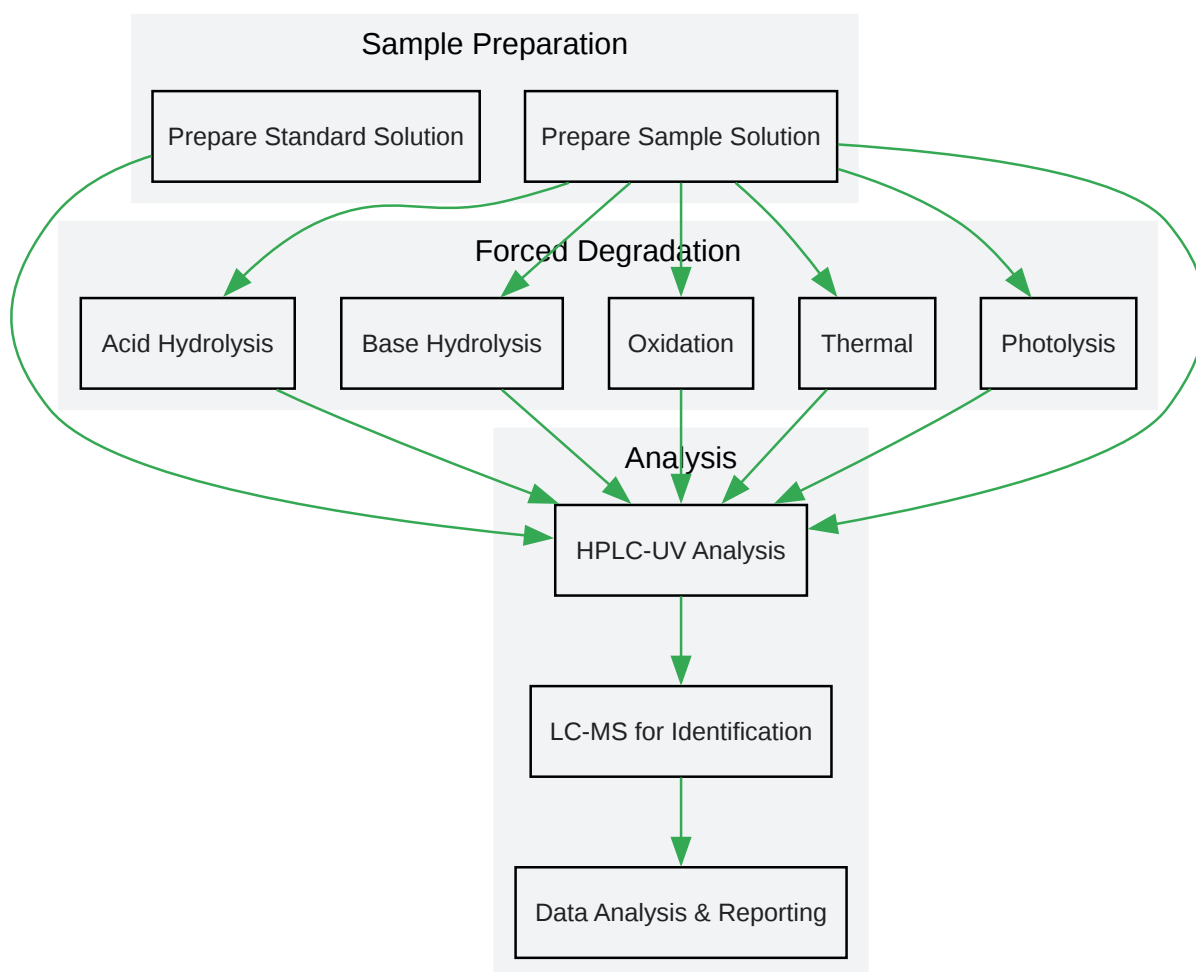 Sample Preparation
Prepare Standard Solution
Prepare Sample Solution
Forced Degradation
Acid Hydrolysis
Base Hydrolysis
Oxidation
Thermal
Photolysis
Analysis
HPLC-UV Analysis
LC-MS for Identification
Data Analysis & Reporting